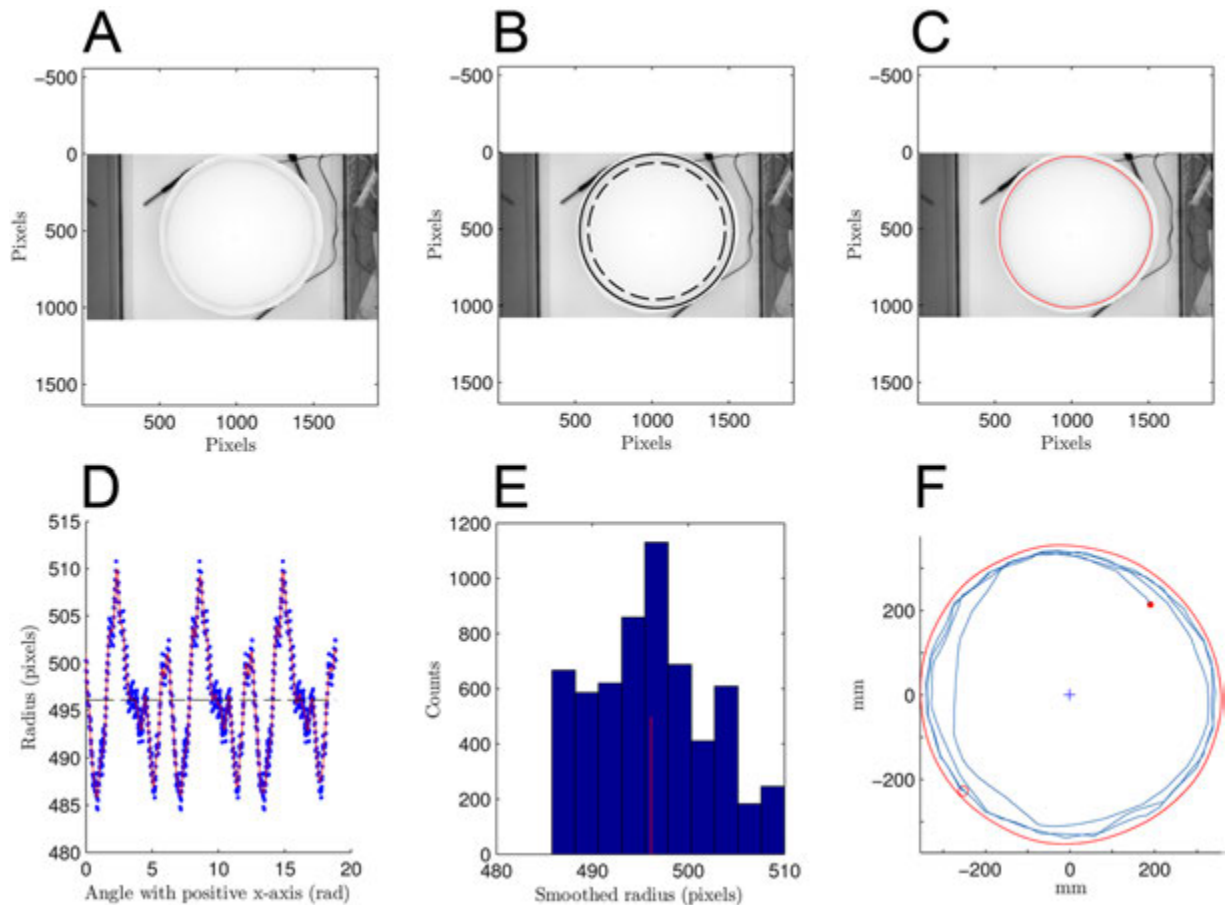 A
B
C
−500
0
500
1000
1500
Pixels
500 1000 1500
Pixels
−500
0
500
1000
1500
Pixels
500 1000 1500
Pixels
−500
0
500
1000
1500
Pixels
500 1000 1500
Pixels
D
E
F
515
510
505
500
495
490
485
480
Radius (pixels)
0 5 10 15 20
Angle with positive x-axis (rad)
1200
1000
800
600
400
200
0
Counts
480 490 500 510
Smoothed radius (pixels)
200
0
−200
mm
−200 0 200
mm